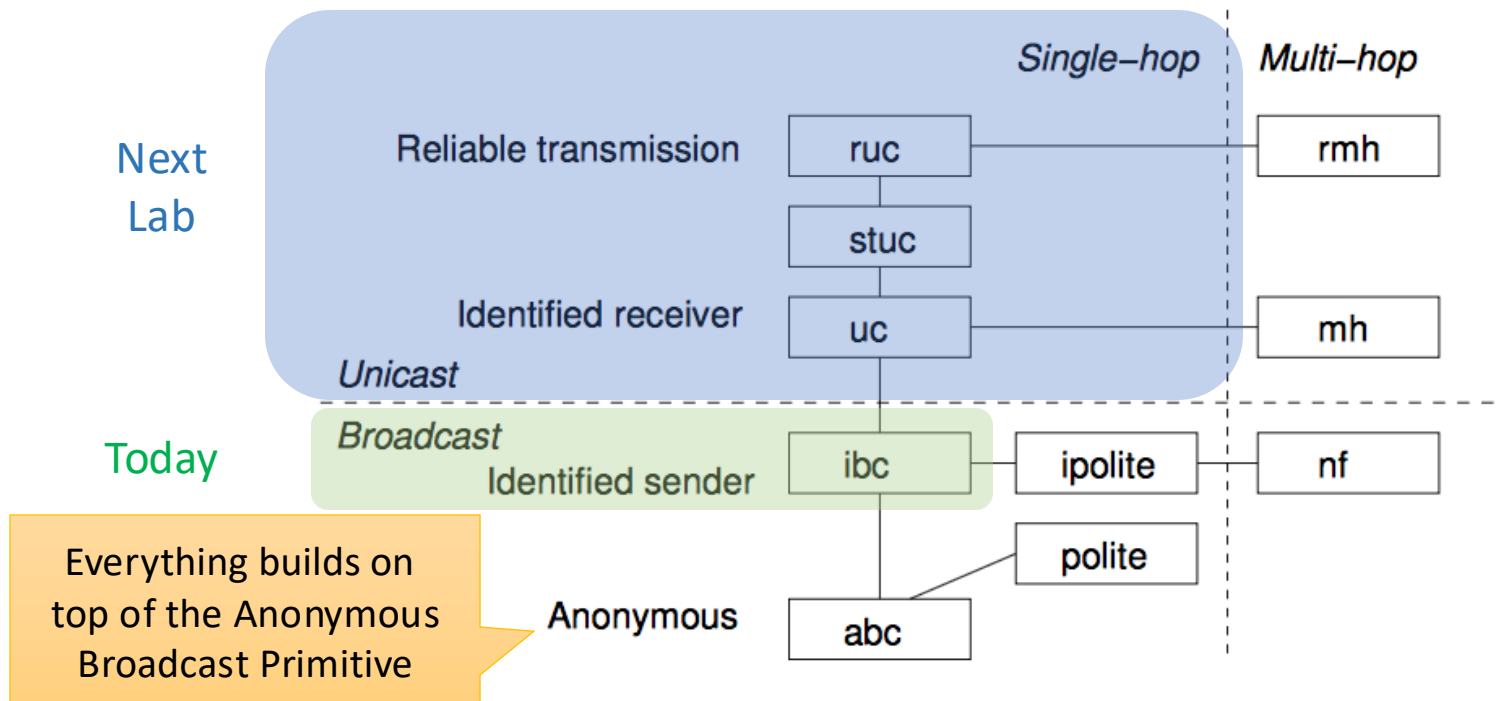 Single–hop
Multi–hop
Next
Lab
Reliable transmission
ruc
rmh
stuc
Identified receiver
uc
mh
Unicast
Today
Broadcast
Identified sender
ibc
ipolite
nf
Everything builds on
top of the Anonymous
Broadcast Primitive
polite
Anonymous
abc